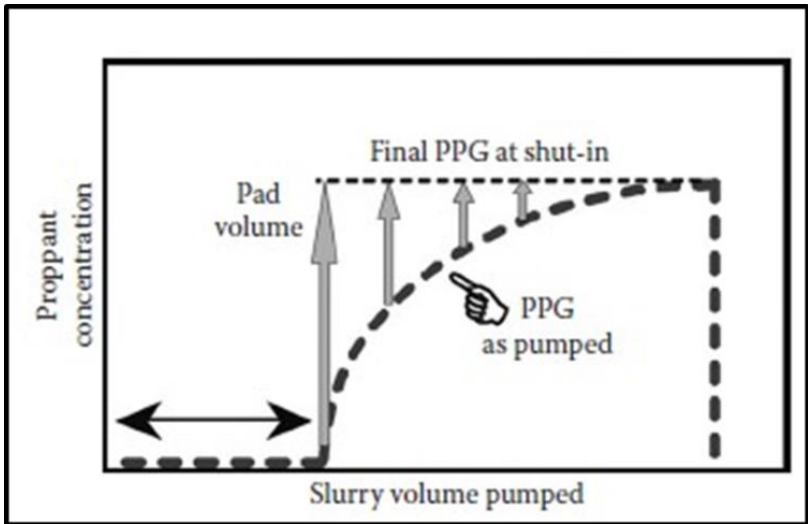 Final PPG at shut-in
Pad
volume
Proppant
concentration
PPG
as pumped
Slurry volume pumped